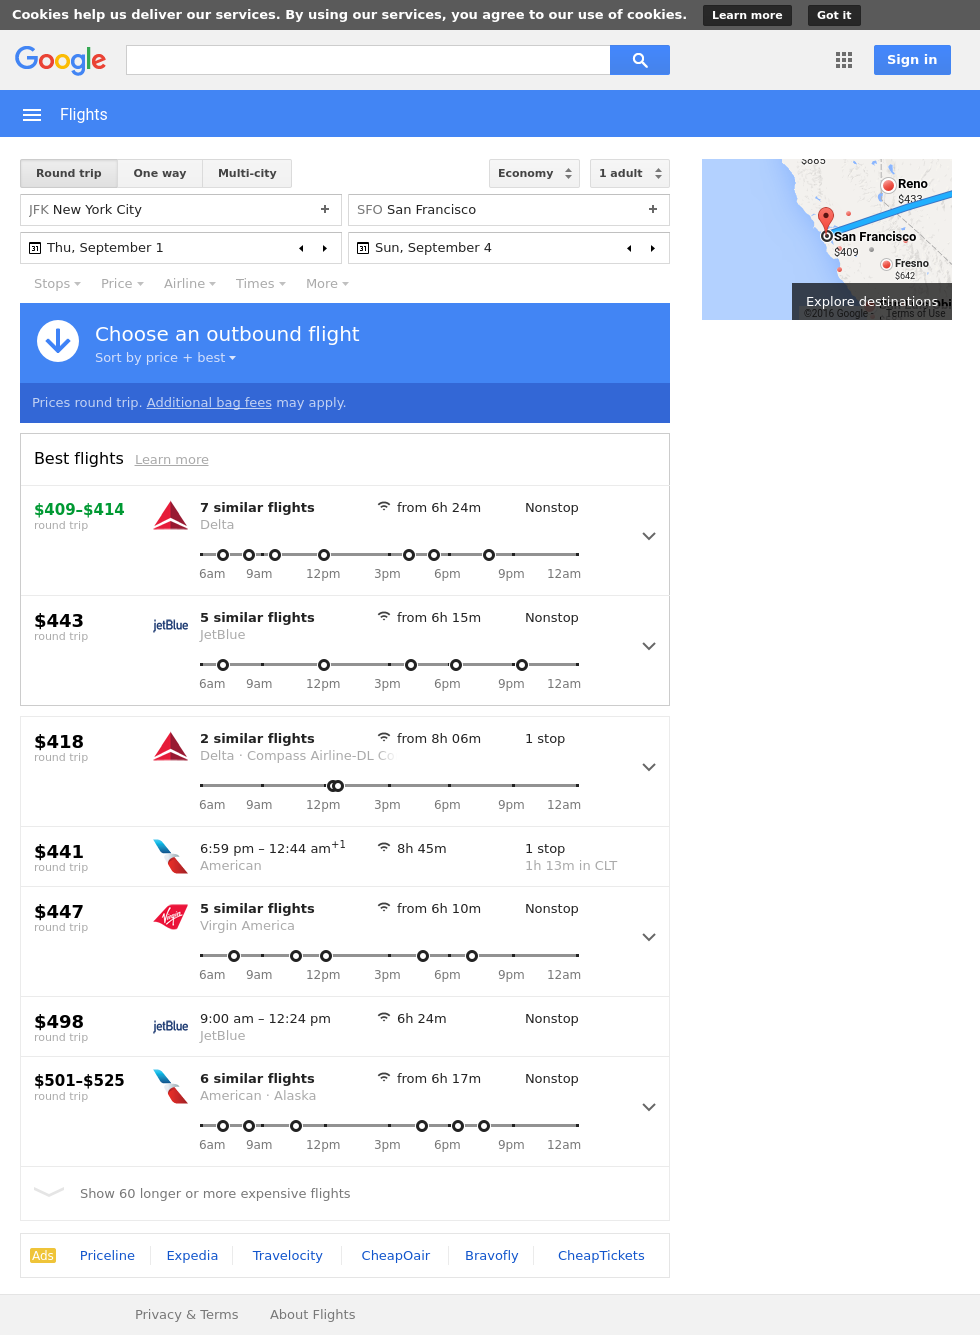 Cookies help us deliver our services. By using our services, you agree to our use of cookies. Learn more Got it
Google Sign in
Flights
Round trip One way Multi-city Economy 1 adult
JFK New York City + SFO San Francisco +
31 Thu, September 1 31 Sun, September 4
Stops Price Airline Times More
$885
Reno
$433
San Francisco
$409
Fresno
$642
Explore destinations
©2016 Google Terms of Use
Choose an outbound flight
Sort by price + best
Prices round trip. Additional bag fees may apply.
Best flights Learn more
$409–$414 7 similar flights from 6h 24m Nonstop
round trip Delta
6am 9am 12pm 3pm 6pm 9pm 12am
$443 jetBlue 5 similar flights from 6h 15m Nonstop
round trip JetBlue
6am 9am 12pm 3pm 6pm 9pm 12am
$418 2 similar flights from 8h 06m 1 stop
round trip Delta · Compass Airline-DL Co
6am 9am 12pm 3pm 6pm 9pm 12am
$441 6:59 pm – 12:44 am+1 8h 45m 1 stop
round trip American 1h 13m in CLT
$447 Virgin 5 similar flights from 6h 10m Nonstop
round trip Virgin America
6am 9am 12pm 3pm 6pm 9pm 12am
$498 jetBlue 9:00 am – 12:24 pm 6h 24m Nonstop
round trip JetBlue
$501–$525 6 similar flights from 6h 17m Nonstop
round trip American · Alaska
6am 9am 12pm 3pm 6pm 9pm 12am
Show 60 longer or more expensive flights
Ads Priceline Expedia Travelocity CheapOair Bravofly CheapTickets
Privacy & Terms About Flights